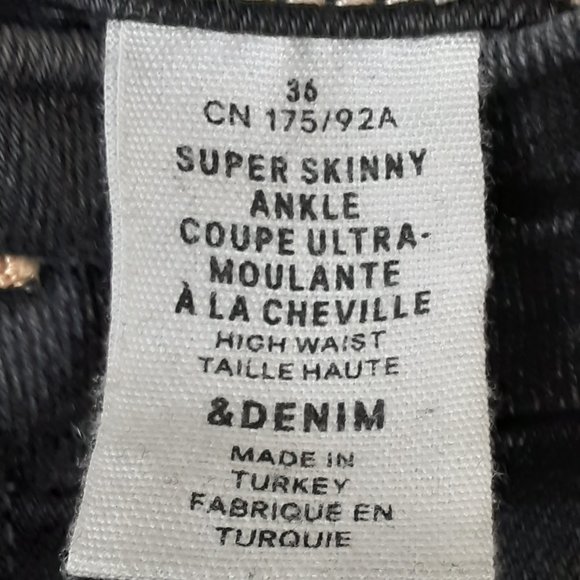 36
CN 175/92A
SUPER SKINNY
ANKLE
COUPE ULTRA-
MOULANTE
À LA CHEVILLE
HIGH WAIST
TAILLE HAUTE
&DENIM
MADE IN
TURKEY
FABRIQUE EN
TURQUIE